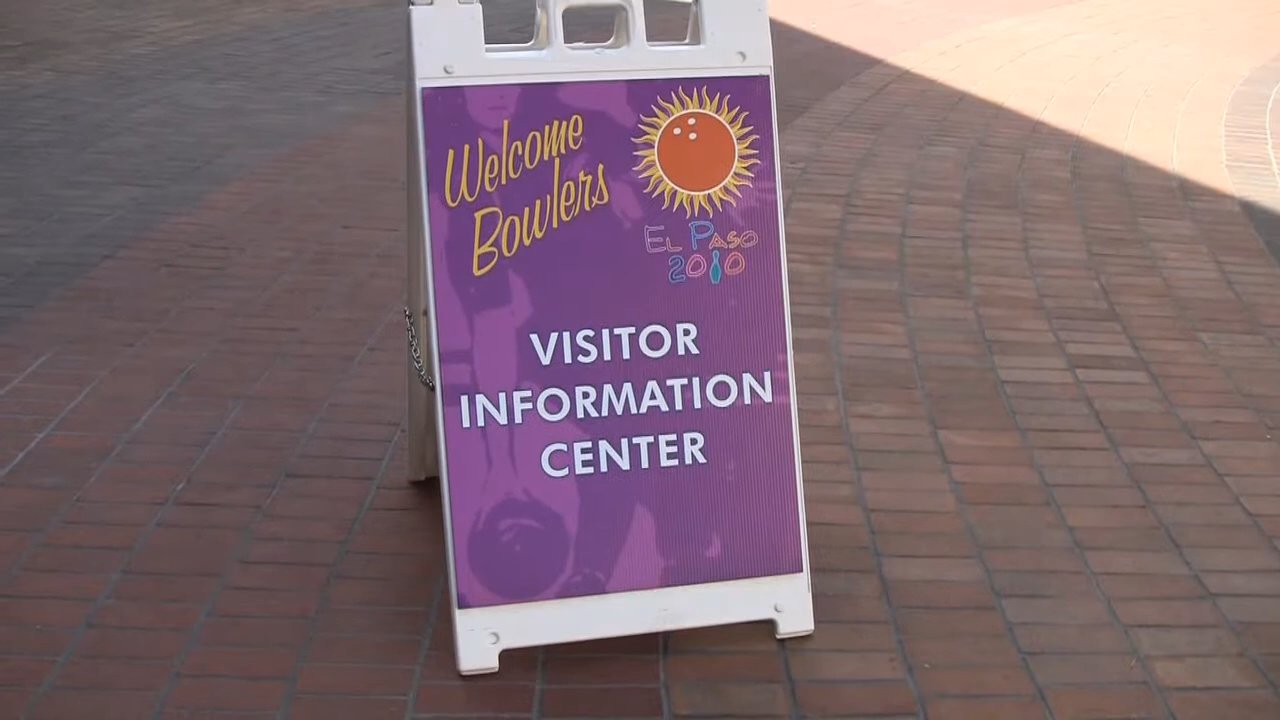 Welcome
Bowlers
EL PASO
2010
VISITOR
INFORMATION
CENTER